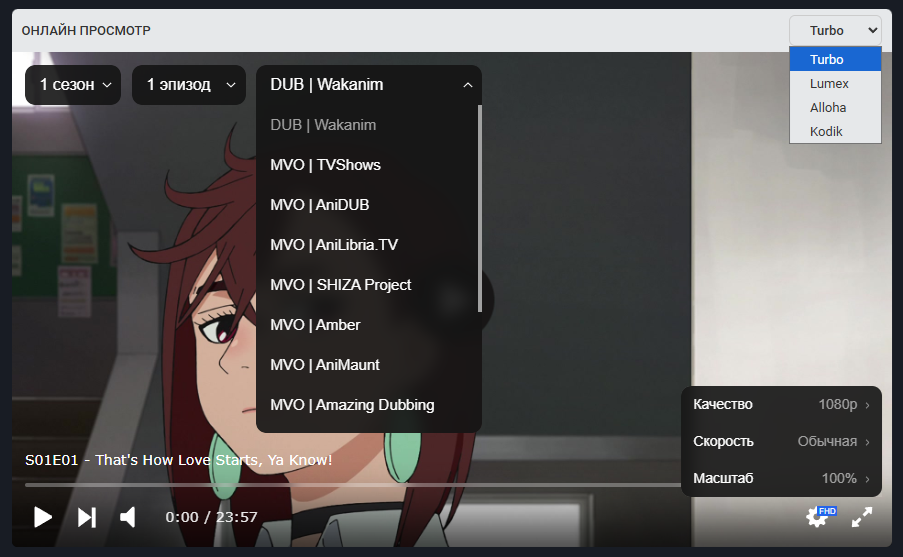 ОНЛАЙН ПРОСМОТР
Turbo
Turbo
Lumex
Alloha
Kodik
1 сезон
1 эпизод
DUB | Wakanim
DUB | Wakanim
MVO | TVShows
MVO | AniDUB
MVO | AniLibria.TV
MVO | SHIZA Project
MVO | Amber
MVO | AniMaunt
MVO | Amazing Dubbing
Качество 1080p ›
Скорость Обычная ›
Масштаб 100% ›
S01E01 - That's How Love Starts, Ya Know!
0:00 / 23:57
FHD